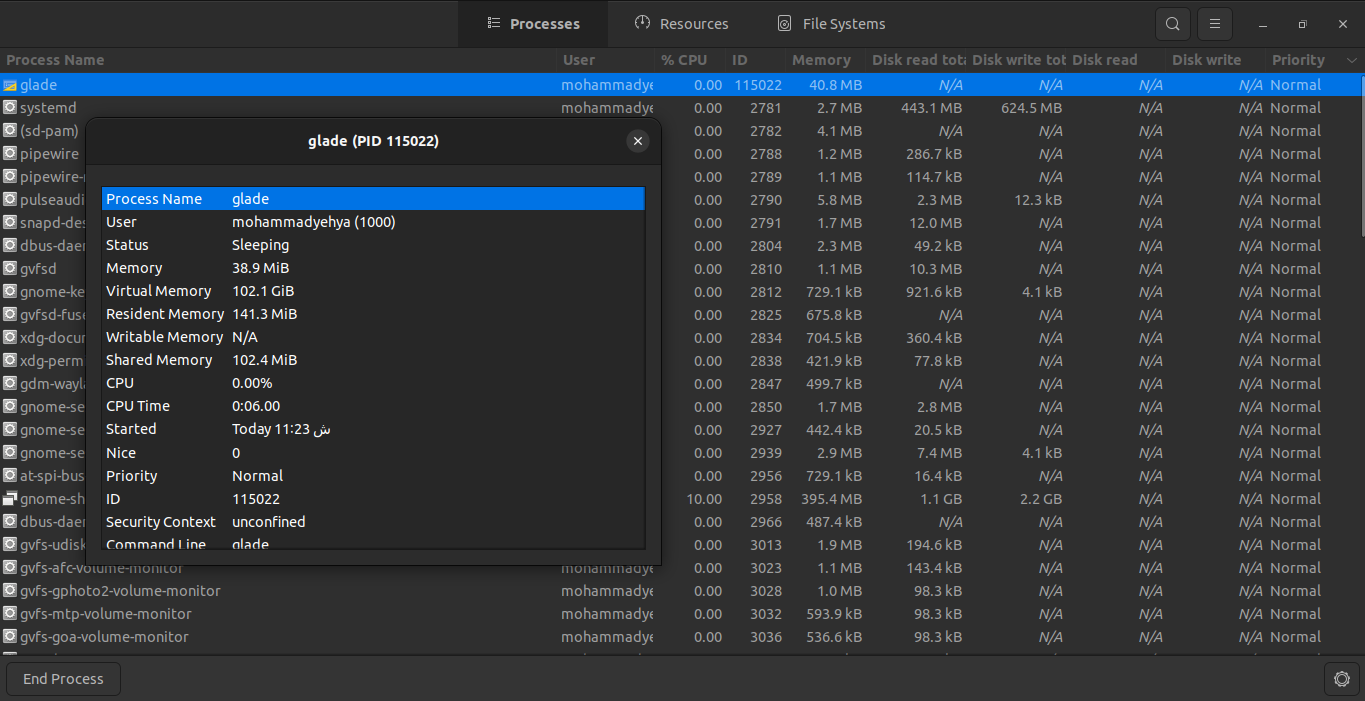 Processes Resources File Systems
Process Name User % CPU ID Memory Disk read tota Disk write tot Disk read Disk write Priority
glade mohammadye 0.00 115022 40.8 MB N/A N/A N/A N/A Normal
systemd mohammadye 0.00 2781 2.7 MB 443.1 MB 624.5 MB N/A N/A Normal
(sd-pam) 0.00 2782 4.1 MB N/A N/A N/A N/A Normal
glade (PID 115022)
pipewire 0.00 2788 1.2 MB 286.7 kB N/A N/A N/A Normal
pipewire- 0.00 2789 1.1 MB 114.7 kB N/A N/A N/A Normal
pulseaudi 0.00 2790 5.8 MB 2.3 MB 12.3 kB N/A N/A Normal
snapd-des 0.00 2791 1.7 MB 12.0 MB N/A N/A N/A Normal
dbus-daer 0.00 2804 2.3 MB 49.2 kB N/A N/A N/A Normal
gvfsd 0.00 2810 1.1 MB 10.3 MB N/A N/A N/A Normal
gnome-ke 0.00 2812 729.1 kB 921.6 kB 4.1 kB N/A N/A Normal
gvfsd-fuse 0.00 2825 675.8 kB N/A N/A N/A N/A Normal
xdg-docur 0.00 2834 704.5 kB 360.4 kB N/A N/A N/A Normal
xdg-perm 0.00 2838 421.9 kB 77.8 kB N/A N/A N/A Normal
gdm-wayla 0.00 2847 499.7 kB N/A N/A N/A N/A Normal
gnome-se 0.00 2850 1.7 MB 2.8 MB N/A N/A N/A Normal
gnome-se 0.00 2927 442.4 kB 20.5 kB N/A N/A N/A Normal
gnome-se 0.00 2939 2.9 MB 7.4 MB 4.1 kB N/A N/A Normal
at-spi-bus 0.00 2956 729.1 kB 16.4 kB N/A N/A N/A Normal
gnome-sh 10.00 2958 395.4 MB 1.1 GB 2.2 GB N/A N/A Normal
dbus-daer 0.00 2966 487.4 kB N/A N/A N/A N/A Normal
gvfs-udisk 0.00 3013 1.9 MB 194.6 kB N/A N/A N/A Normal
Process Name glade
User mohammadyehya (1000)
Status Sleeping
Memory 38.9 MiB
Virtual Memory 102.1 GiB
Resident Memory 141.3 MiB
Writable Memory N/A
Shared Memory 102.4 MiB
CPU 0.00%
CPU Time 0:06.00
Started Today 11:23 ش
Nice 0
Priority Normal
ID 115022
Security Context unconfined
Command Line glade
gvfs-afc-volume-monitor mohammadye 0.00 3023 1.1 MB 143.4 kB N/A N/A N/A Normal
gvfs-gphoto2-volume-monitor mohammadye 0.00 3028 1.0 MB 98.3 kB N/A N/A N/A Normal
gvfs-mtp-volume-monitor mohammadye 0.00 3032 593.9 kB 98.3 kB N/A N/A N/A Normal
gvfs-goa-volume-monitor mohammadye 0.00 3036 536.6 kB 98.3 kB N/A N/A N/A Normal
End Process